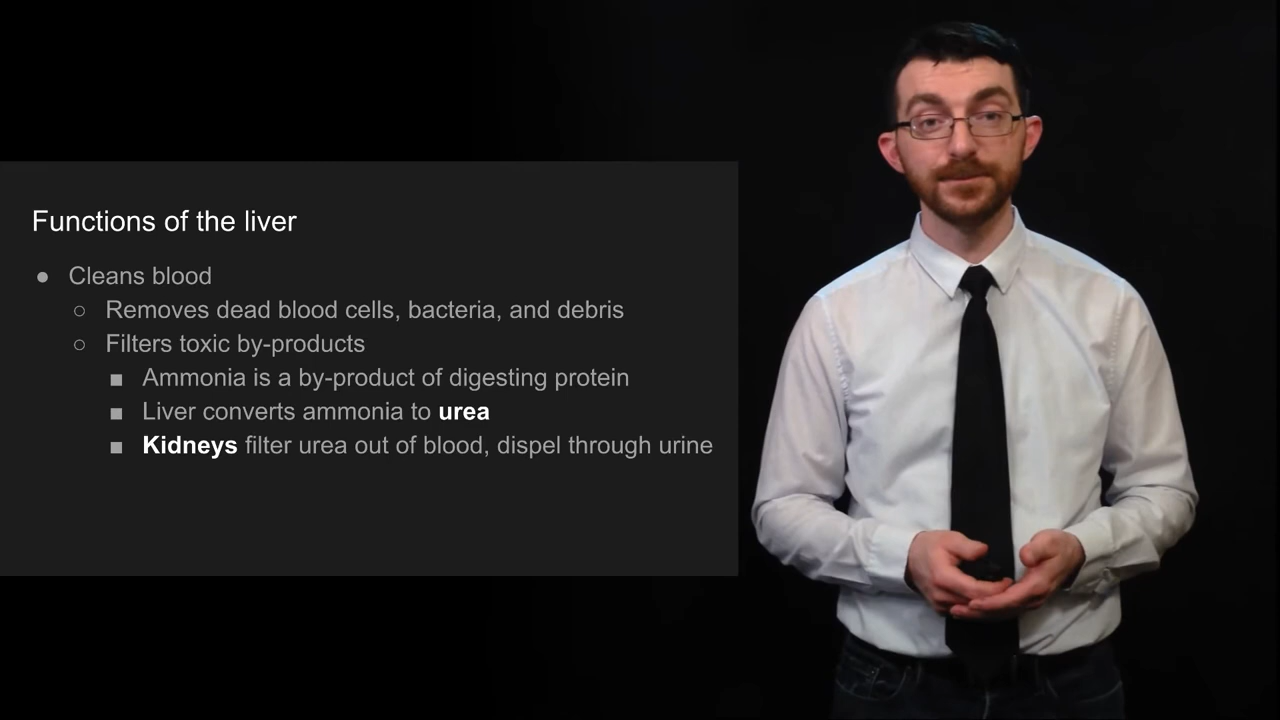 Functions of the liver
● Cleans blood
○ Removes dead blood cells, bacteria, and debris
○ Filters toxic by-products
■ Ammonia is a by-product of digesting protein
■ Liver converts ammonia to urea
■ Kidneys filter urea out of blood, dispel through urine